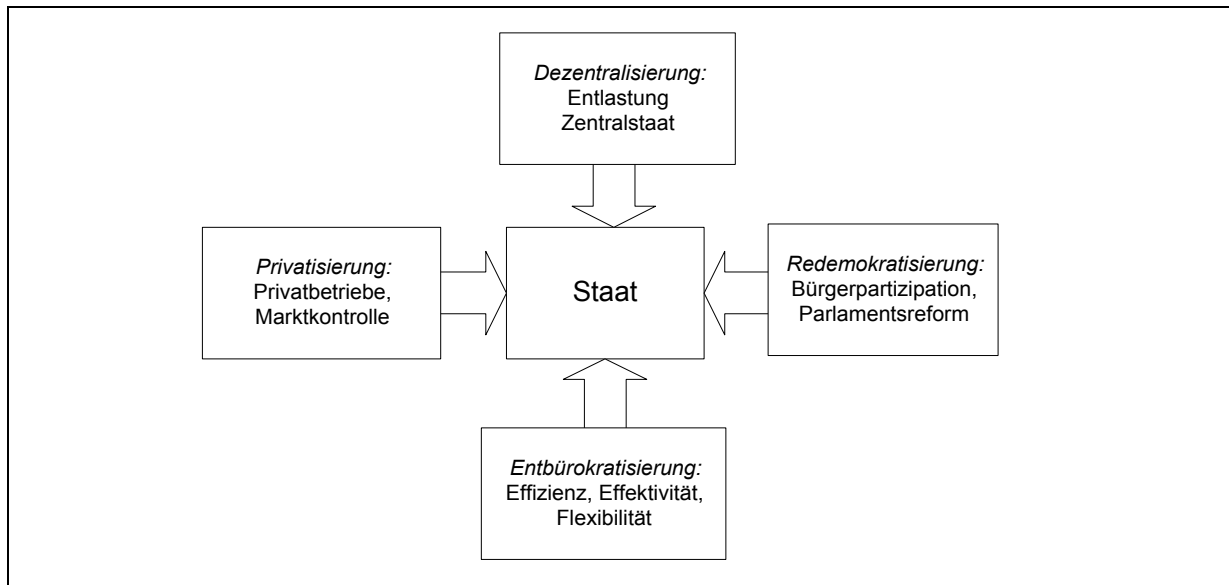 Dezentralisierung:
Entlastung
Zentralstaat
Privatisierung:
Privatbetriebe,
Marktkontrolle
Staat
Redemokratisierung:
Bürgerpartizipation,
Parlamentsreform
Entbürokratisierung:
Effizienz, Effektivität,
Flexibilität